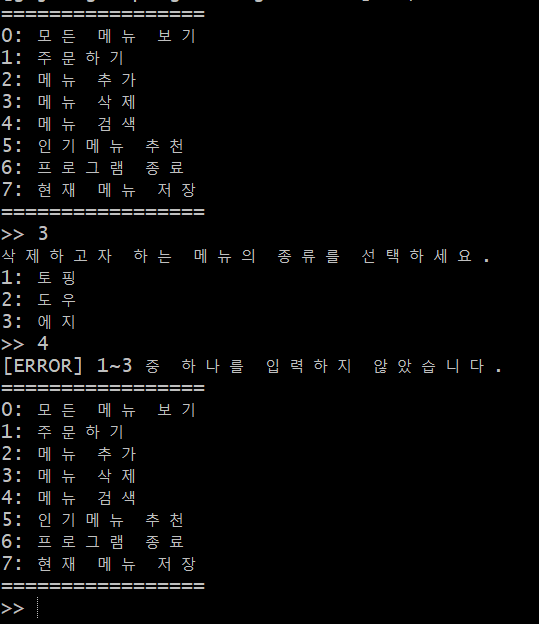 =================
0: 모든 메뉴 보기
1: 주문하기
2: 메뉴 추가
3: 메뉴 삭제
4: 메뉴 검색
5: 인기메뉴 추천
6: 프로그램 종료
7: 현재 메뉴 저장
=================
>> 3
삭제하고자 하는 메뉴의 종류를 선택하세요.
1: 토핑
2: 도우
3: 에지
>> 4
[ERROR] 1~3 중 하나를 입력하지 않았습니다.
=================
0: 모든 메뉴 보기
1: 주문하기
2: 메뉴 추가
3: 메뉴 삭제
4: 메뉴 검색
5: 인기메뉴 추천
6: 프로그램 종료
7: 현재 메뉴 저장
=================
>>